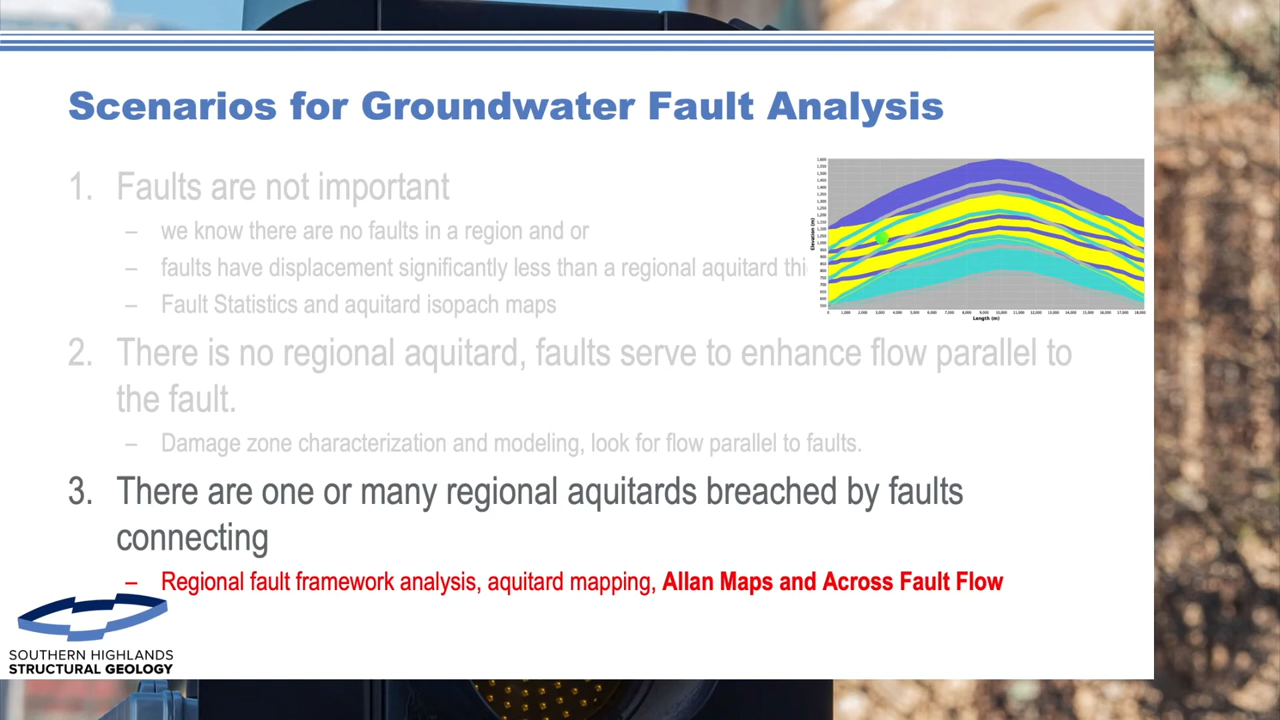 Scenarios for Groundwater Fault Analysis
1. Faults are not important
– we know there are no faults in a region and or
– faults have displacement significantly less than a regional aquitard thi
– Fault Statistics and aquitard isopach maps
2. There is no regional aquitard, faults serve to enhance flow parallel to
the fault.
– Damage zone characterization and modeling, look for flow parallel to faults.
3. There are one or many regional aquitards breached by faults
connecting
– Regional fault framework analysis, aquitard mapping, Allan Maps and Across Fault Flow
Elevation (m)
Length (m)
SOUTHERN HIGHLANDS
STRUCTURAL GEOLOGY